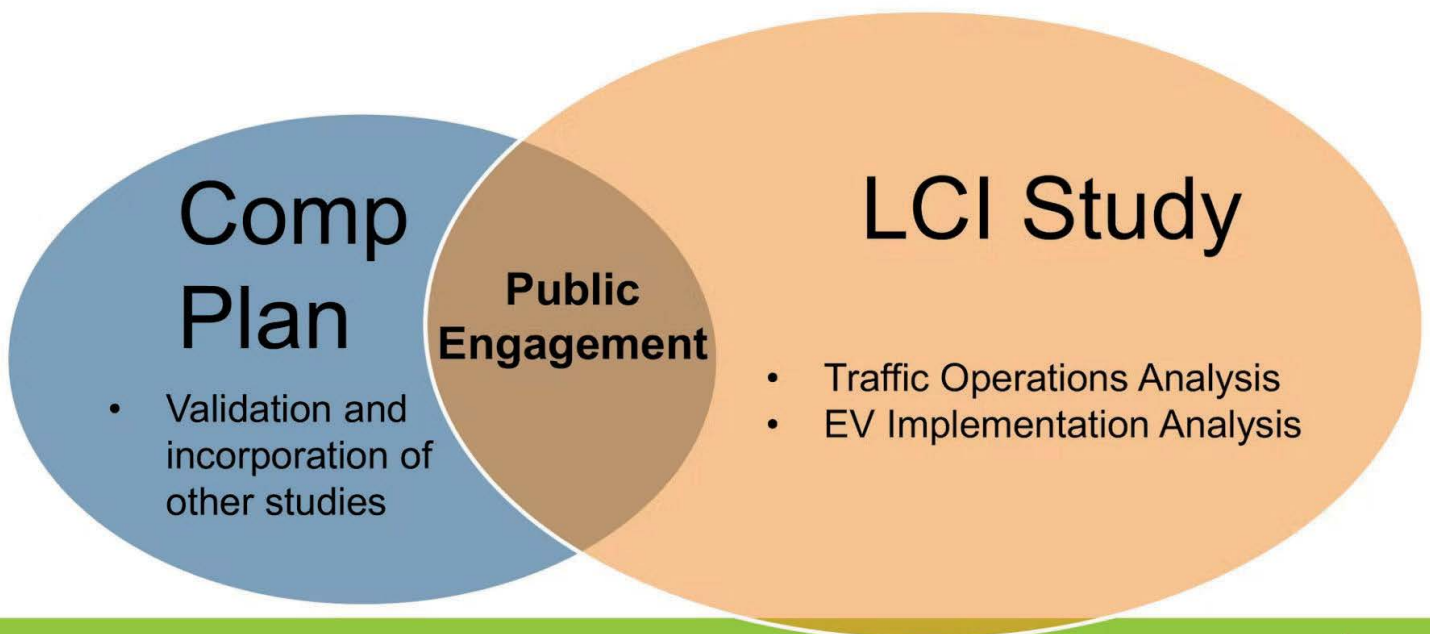 Comp
Plan
• Validation and
incorporation of
other studies
Public
Engagement
LCI Study
• Traffic Operations Analysis
• EV Implementation Analysis